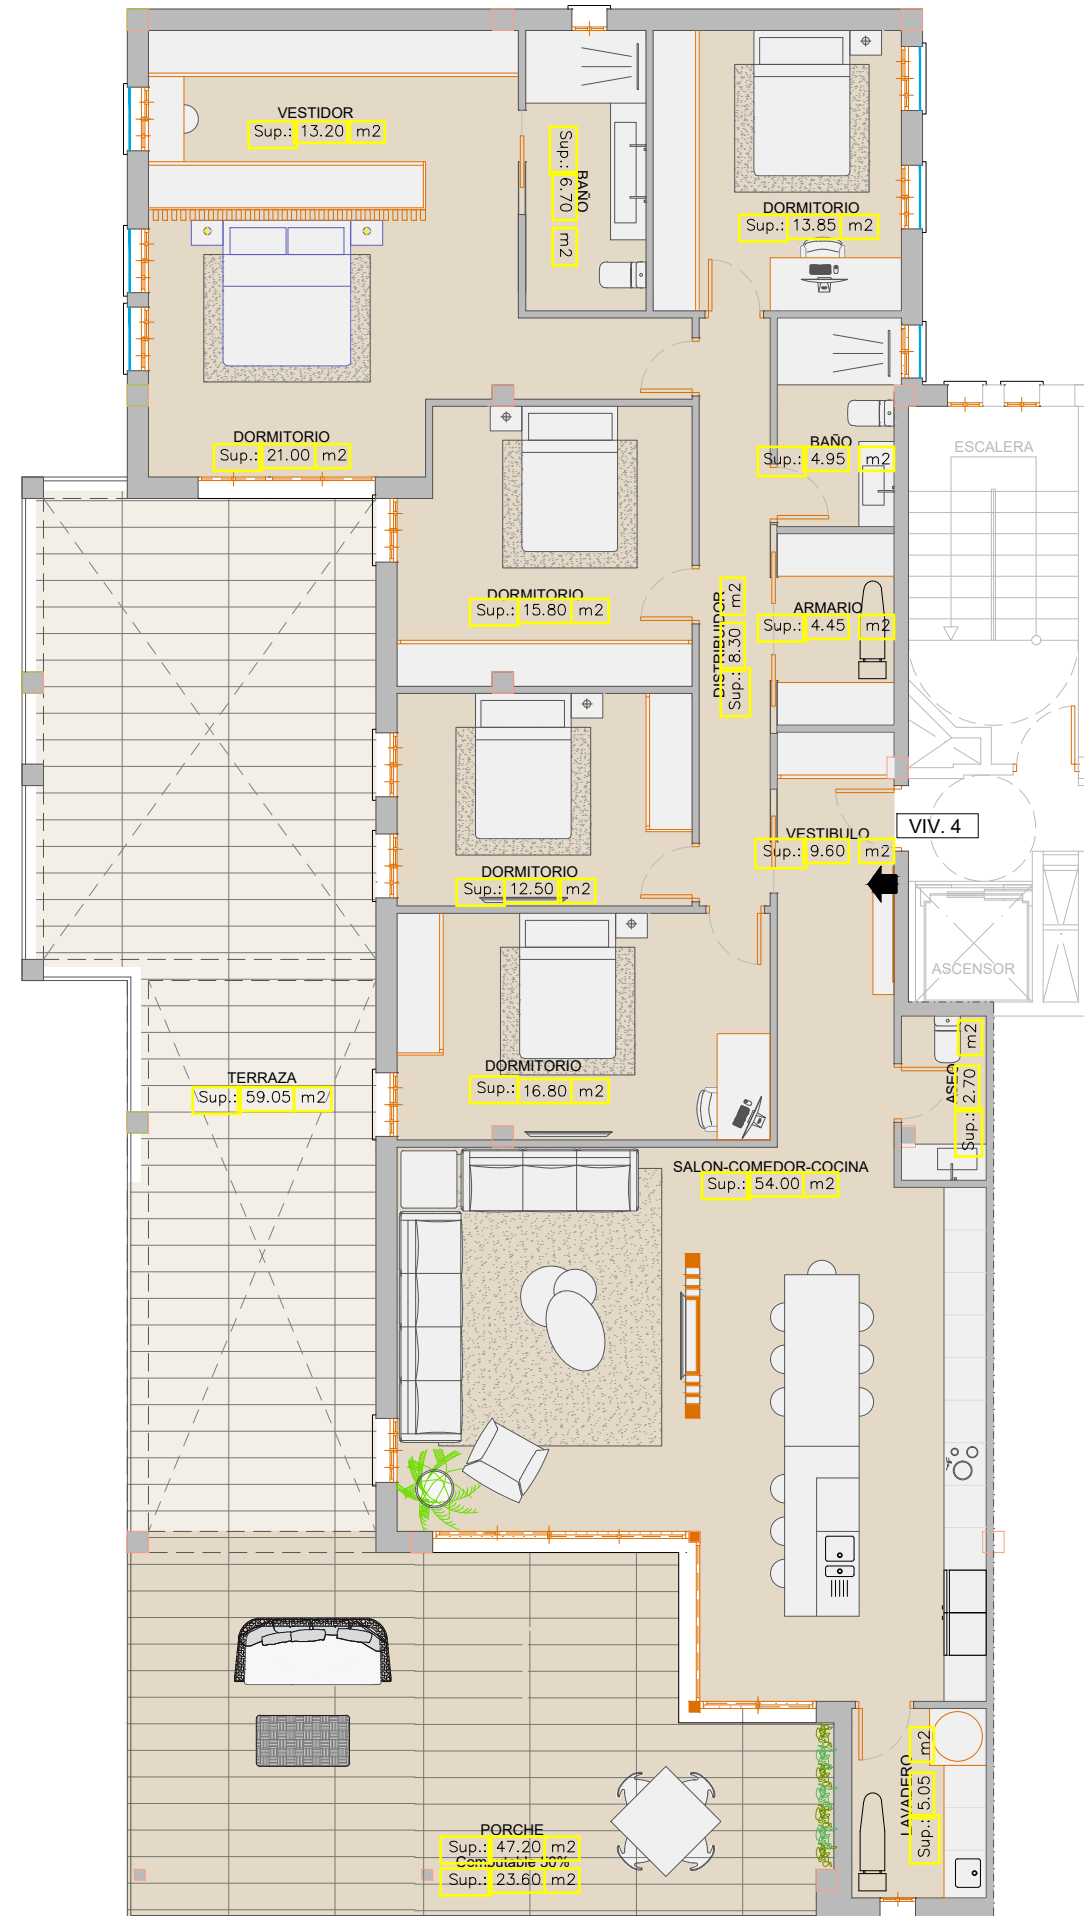 VESTIDOR
Sup.: 13.20 m2
BAÑO
Sup.: 6.70 m2
DORMITORIO
Sup.: 13.85 m2
DORMITORIO
Sup.: 21.00 m2
BAÑO
Sup.: 4.95 m2
ESCALERA
DORMITORIO
Sup.: 15.80 m2
DISTRIBUIDOR
Sup.: 8.30 m2
ARMARIO
Sup.: 4.45 m2
VESTIBULO
Sup.: 9.60 m2
VIV. 4
DORMITORIO
Sup.: 12.50 m2
ASCENSOR
DORMITORIO
Sup.: 16.80 m2
ASEO
Sup.: 2.70 m2
TERRAZA
Sup.: 59.05 m2
SALON-COMEDOR-COCINA
Sup.: 54.00 m2
LAVADERO
Sup.: 5.05 m2
PORCHE
Sup.: 47.20 m2
Computable 50%
Sup.: 23.60 m2